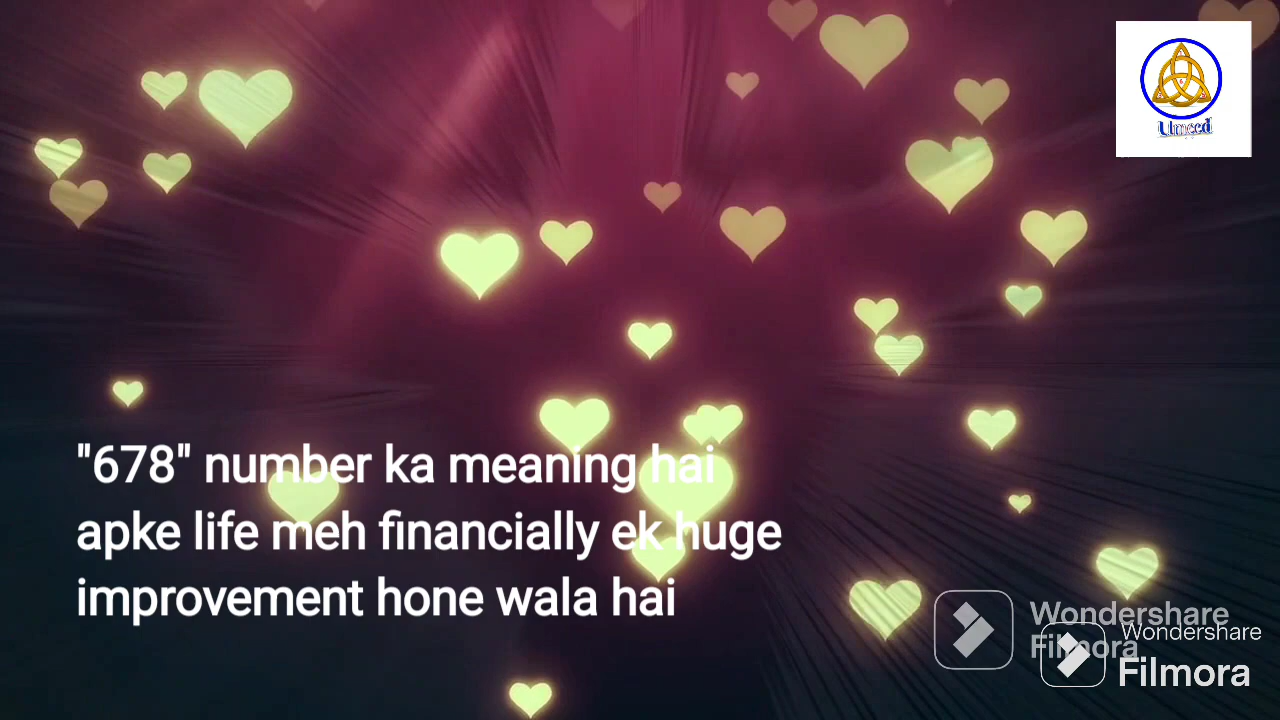 Umeed
"678" number ka meaning hai
apke life meh financially ek huge
improvement hone wala hai
Wondershare
Filmora
Wondershare
Filmora